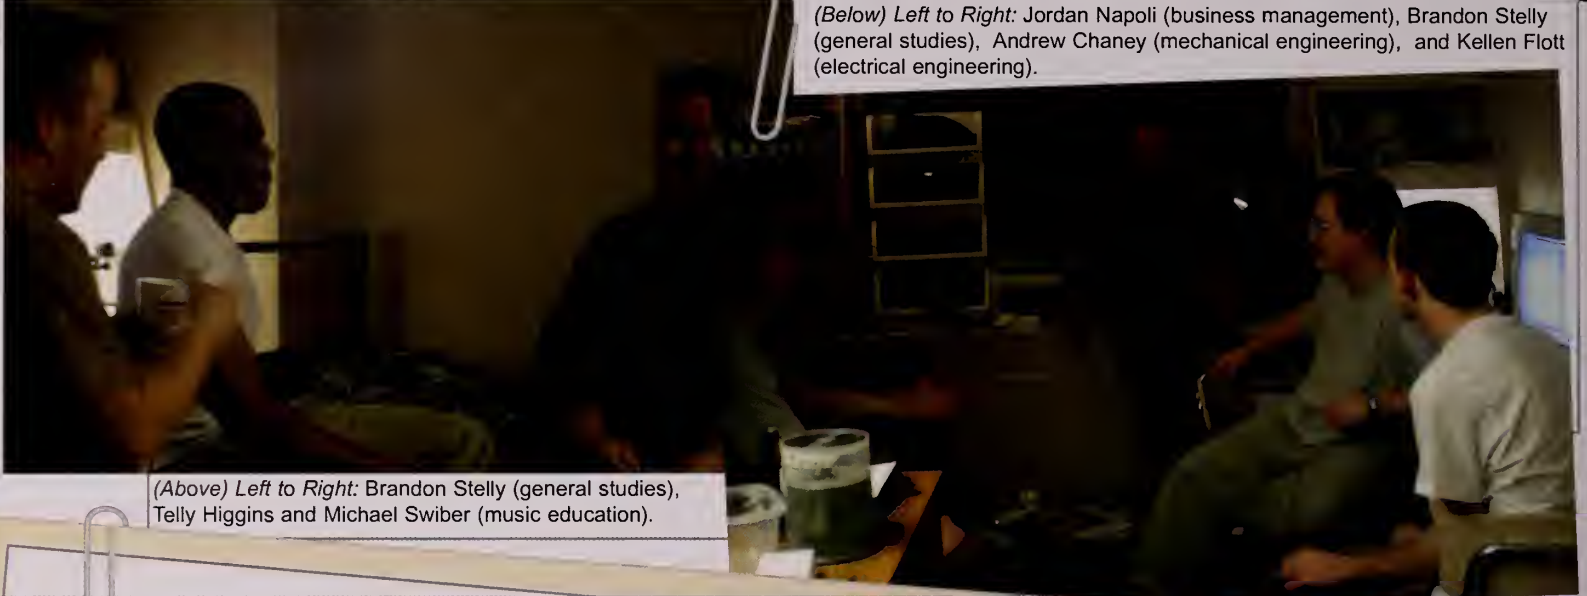 (Below) Left to Right: Jordan Napoli (business management), Brandon Stelly
(general studies), Andrew Chaney (mechanical engineering), and Kellen Flott
(electrical engineering).
(Above) Left to Right: Brandon Stelly (general studies),
Telly Higgins and Michael Swiber (music education).